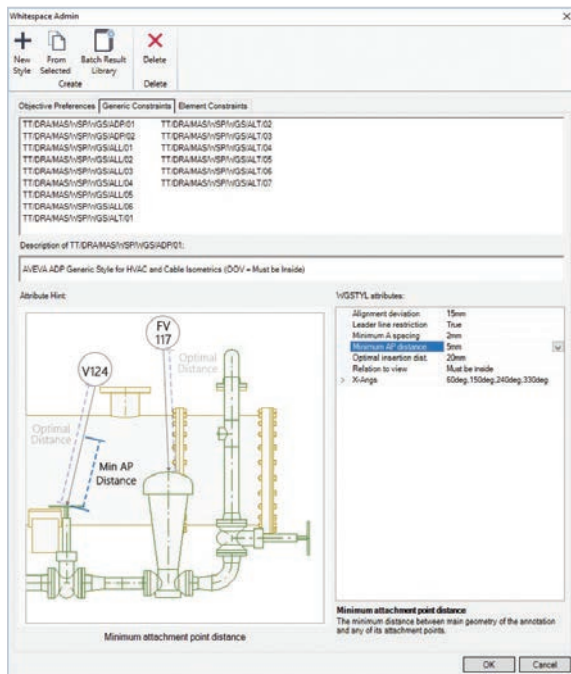 Whitespace Admin
New Style
From Selected
Batch Result Library
Delete
Create
Delete
Objective Preferences
Generic Constraints
Element Constraints
TT/DRA/MAS/WSP/WGS/ADP/01
TT/DRA/MAS/WSP/WGS/ADP/02
TT/DRA/MAS/WSP/WGS/ALL/01
TT/DRA/MAS/WSP/WGS/ALL/02
TT/DRA/MAS/WSP/WGS/ALL/03
TT/DRA/MAS/WSP/WGS/ALL/04
TT/DRA/MAS/WSP/WGS/ALL/05
TT/DRA/MAS/WSP/WGS/ALL/06
TT/DRA/MAS/WSP/WGS/ALT/01
TT/DRA/MAS/WSP/WGS/ALT/02
TT/DRA/MAS/WSP/WGS/ALT/03
TT/DRA/MAS/WSP/WGS/ALT/04
TT/DRA/MAS/WSP/WGS/ALT/05
TT/DRA/MAS/WSP/WGS/ALT/06
TT/DRA/MAS/WSP/WGS/ALT/07
Description of TT/DRA/MAS/WSP/WGS/ADP/01:
AVEVA ADP Generic Style for HVAC and Cable Isometrics (OOV = Must be Inside)
Attribute Hint:
FV
117
Optimal
Distance
V124
Optimal
Distance
Min AP
Distance
Minimum attachment point distance
WGSTYL attributes:
Alignment deviation 15mm
Leader line restriction True
Minimum A spacing 2mm
Minimum AP distance 5mm
Optimal insertion dist. 20mm
Relation to view Must be inside
> X-Angs 60deg,150deg,240deg,330deg
Minimum attachment point distance
The minimum distance between main geometry of the annotation
and any of its attachment points.
OK
Cancel